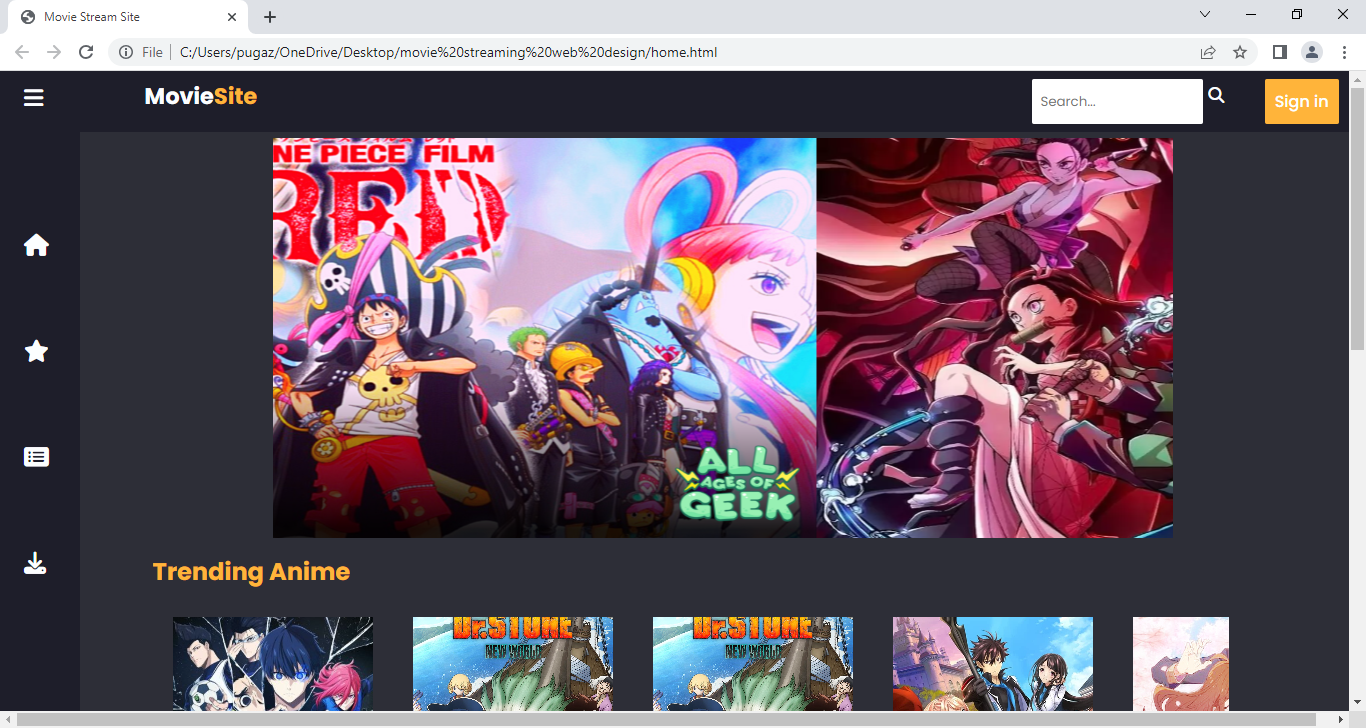 Movie Stream Site
File
C:/Users/pugaz/OneDrive/Desktop/movie%20streaming%20web%20design/home.html
MovieSite
Search...
Sign in
NE PIECE FILM
RED
ALL
AGES OF
GEEK
Trending Anime
Dr.STONE
NEW WORLD
Dr.STONE
NEW WORLD